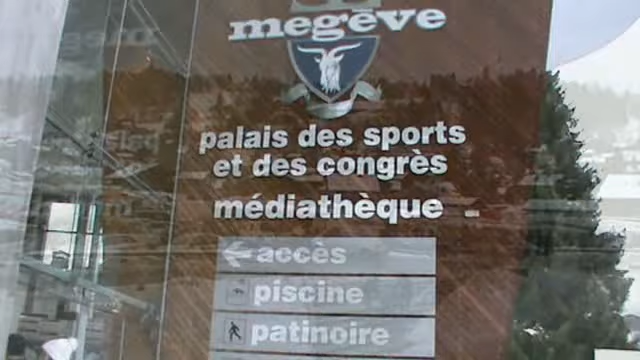 megève
palais des sports
et des congrès
médiathèque
accès
piscine
patinoire